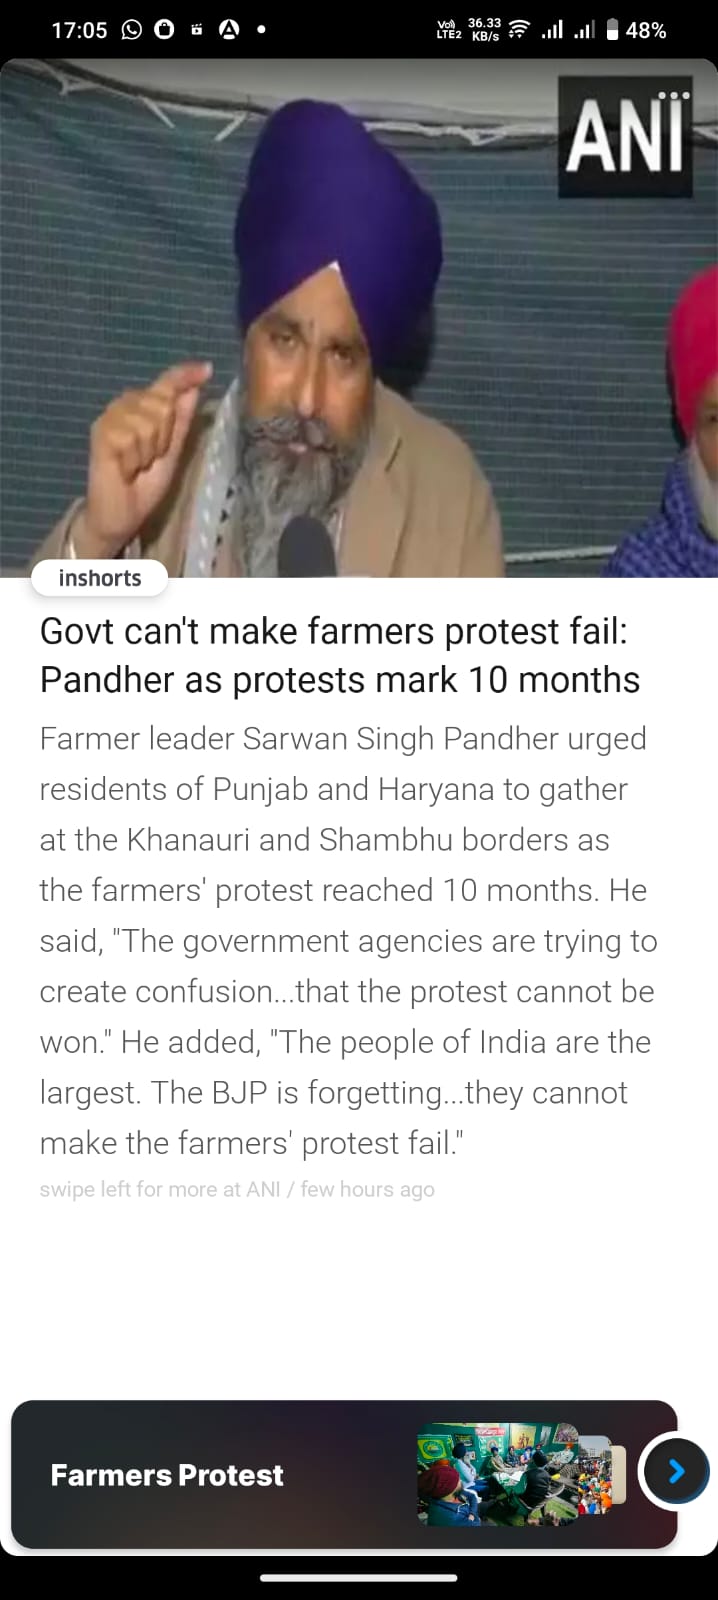 17:05
Vo)) LTE2 36.33 KB/s 48%
ANI
inshorts
Govt can't make farmers protest fail:
Pandher as protests mark 10 months
Farmer leader Sarwan Singh Pandher urged
residents of Punjab and Haryana to gather
at the Khanauri and Shambhu borders as
the farmers' protest reached 10 months. He
said, "The government agencies are trying to
create confusion...that the protest cannot be
won." He added, "The people of India are the
largest. The BJP is forgetting...they cannot
make the farmers' protest fail."
swipe left for more at ANI / few hours ago
Farmers Protest